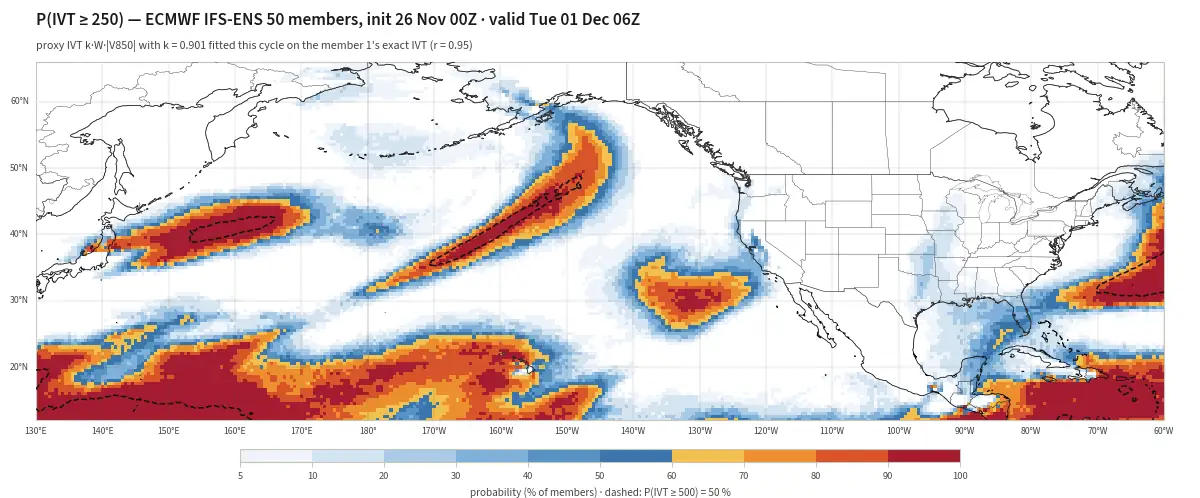 P(IVT ≥ 250) — ECMWF IFS-ENS 50 members, init 26 Nov 00Z · valid Tue 01 Dec 06Z
proxy IVT k·W·|V850| with k = 0.901 fitted this cycle on the member 1's exact IVT (r = 0.95)
60°N
50°N
40°N
30°N
20°N
130°E 140°E 150°E 160°E 170°E 180° 170°W 160°W 150°W 140°W 130°W 120°W 110°W 100°W 90°W 80°W 70°W 60°W
5 10 20 30 40 50 60 70 80 90 100
probability (% of members) · dashed: P(IVT ≥ 500) = 50 %